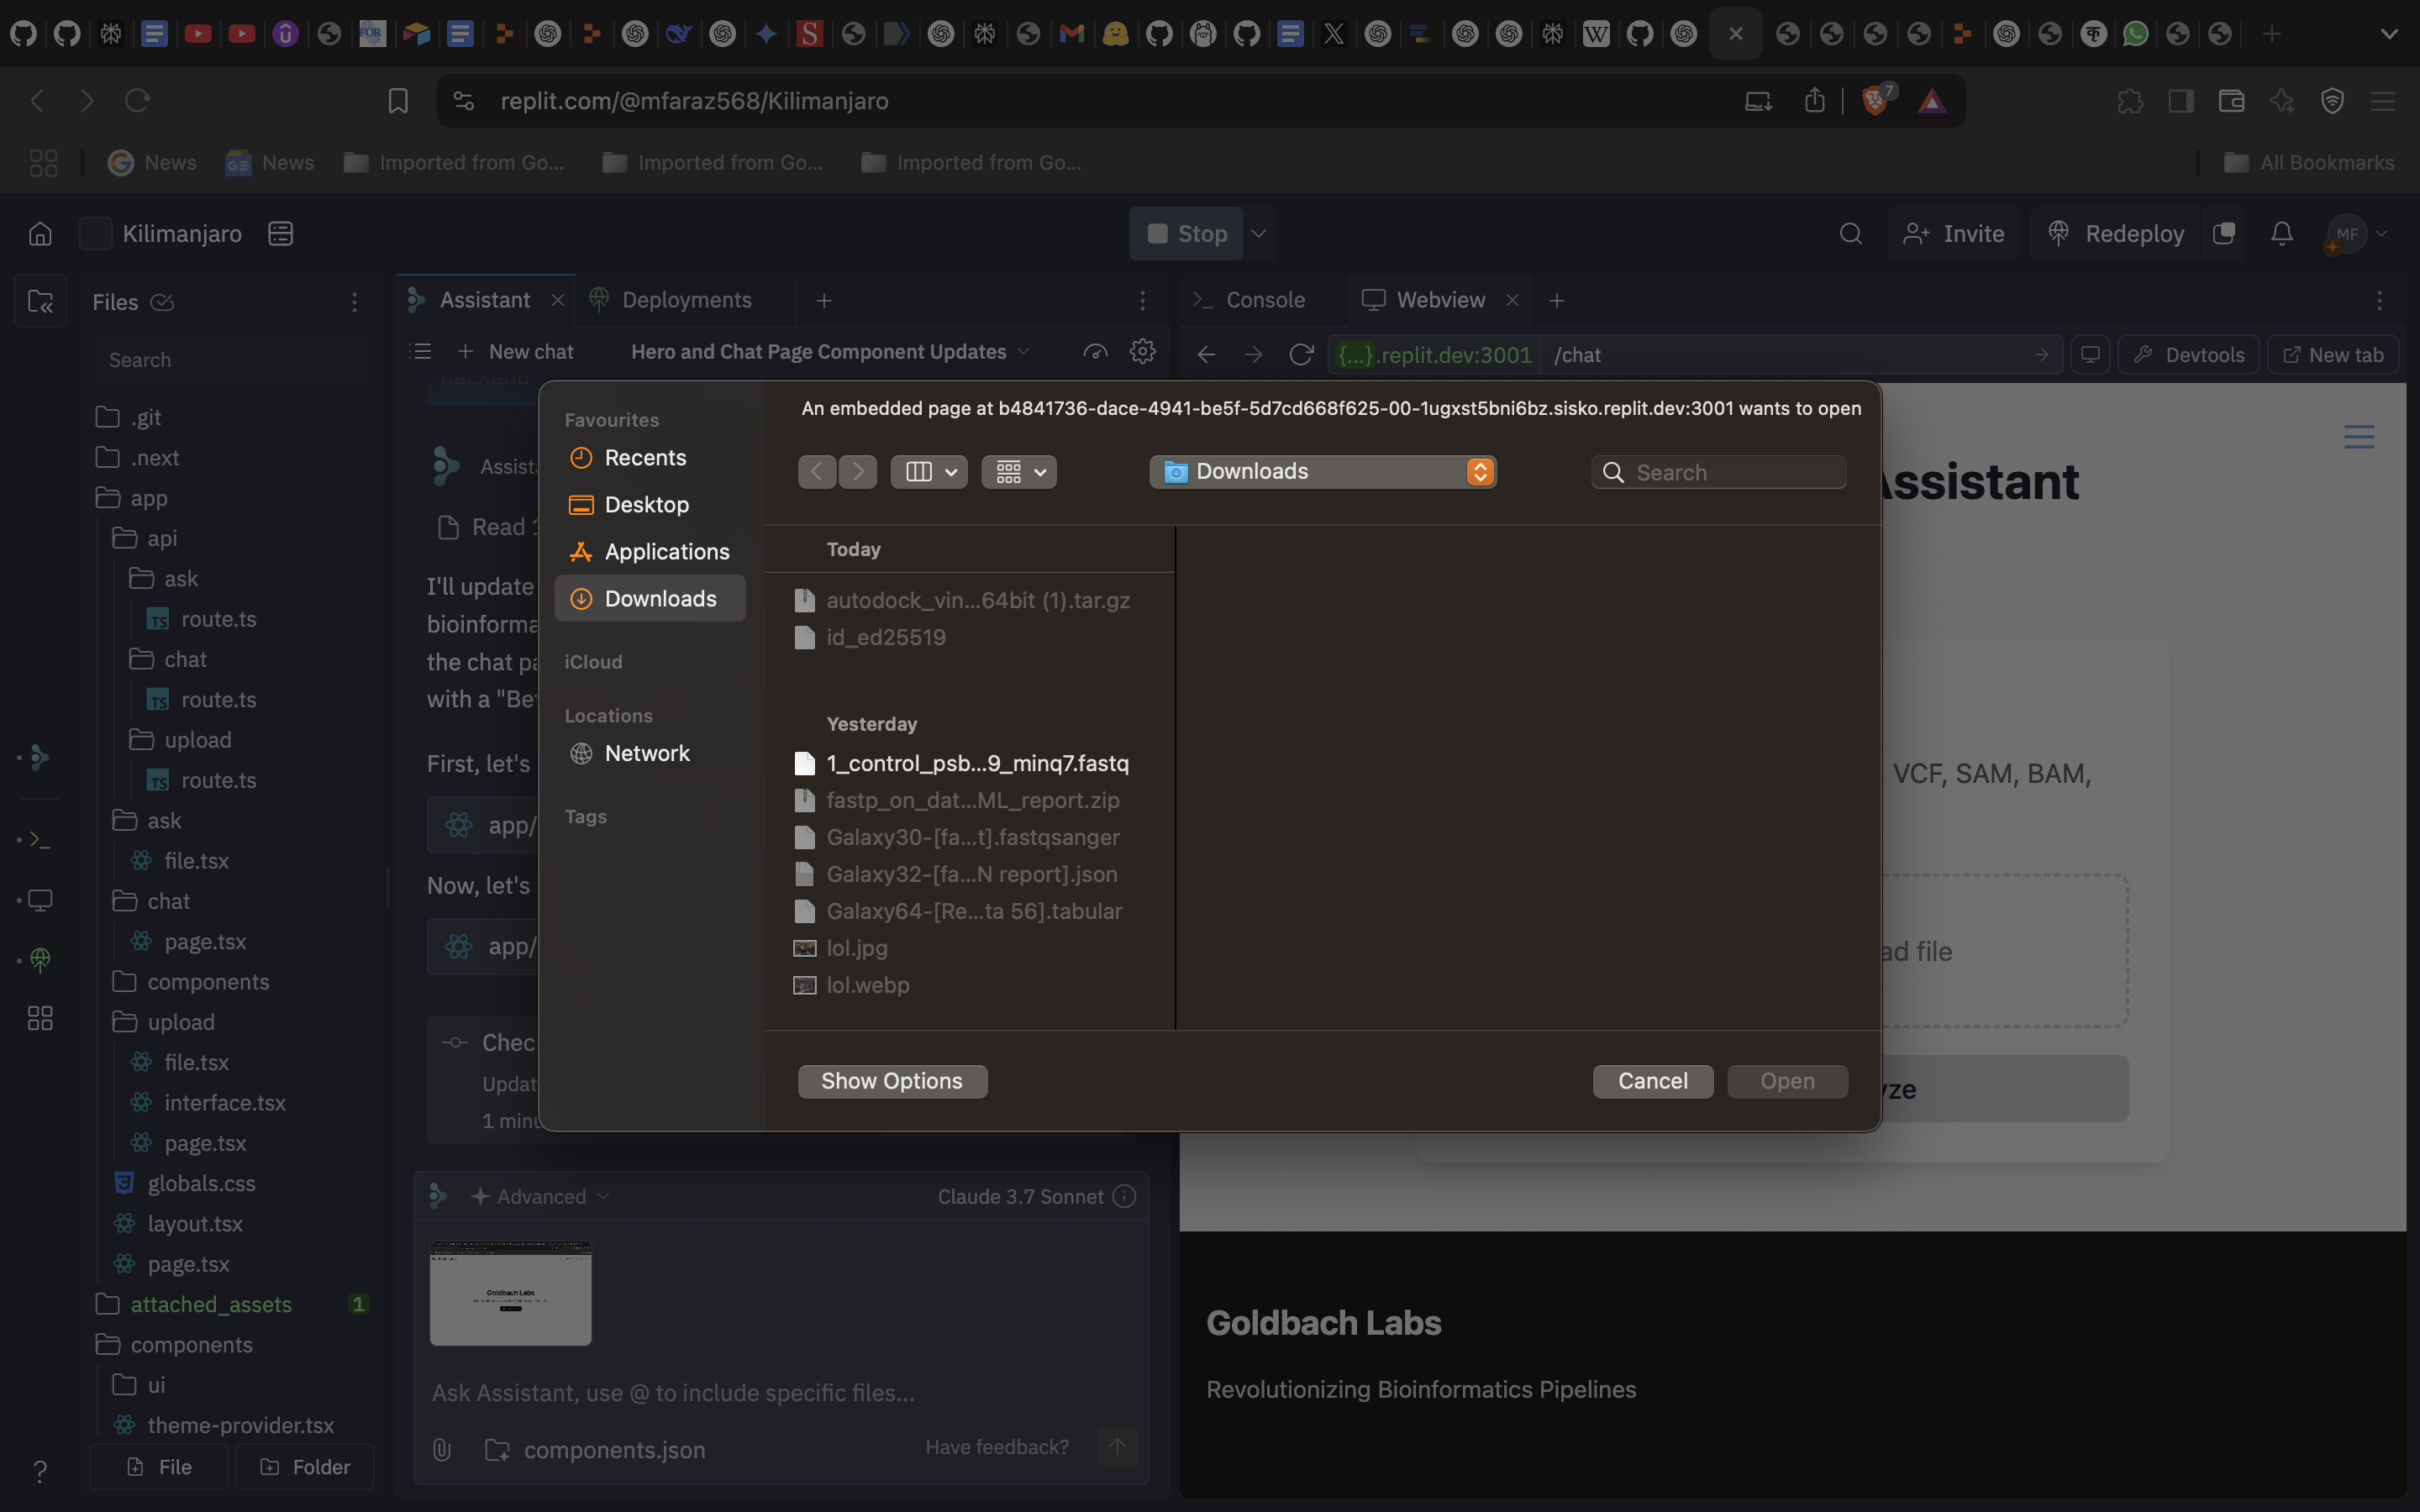 replit.com/@mfaraz568/Kilimanjaro
7
News
News
Imported from Go...
Imported from Go...
Imported from Go...
All Bookmarks
Kilimanjaro
Stop
Invite
Redeploy
MF
Files
Assistant
Deployments
Console
Webview
Search
New chat
Hero and Chat Page Component Updates
{...}.replit.dev:3001
/chat
Devtools
New tab
.git
.next
app
api
ask
route.ts
chat
route.ts
upload
route.ts
ask
file.tsx
chat
page.tsx
components
upload
file.tsx
interface.tsx
page.tsx
globals.css
layout.tsx
page.tsx
attached_assets
1
components
ui
theme-provider.tsx
File
Folder
backend
Assist
Read
I'll update
bioinforma
the chat pa
with a "Be
First, let's
app/
Now, let's
app/
Chec
Updat
1 minu
Favourites
Recents
Desktop
Applications
Downloads
iCloud
Locations
Network
Tags
An embedded page at b4841736-dace-4941-be5f-5d7cd668f625-00-1ugxst5bni6bz.sisko.replit.dev:3001 wants to open
Downloads
Search
Today
autodock_vin...64bit (1).tar.gz
id_ed25519
Yesterday
1_control_psb...9_minq7.fastq
fastp_on_dat...ML_report.zip
Galaxy30-[fa...t].fastqsanger
Galaxy32-[fa...N report].json
Galaxy64-[Re...ta 56].tabular
lol.jpg
lol.webp
Show Options
Cancel
Open
Assistant
VCF, SAM, BAM,
ad file
yze
Advanced
Claude 3.7 Sonnet
Goldbach Labs
Ask Assistant, use @ to include specific files...
components.json
Have feedback?
Goldbach Labs
Revolutionizing Bioinformatics Pipelines